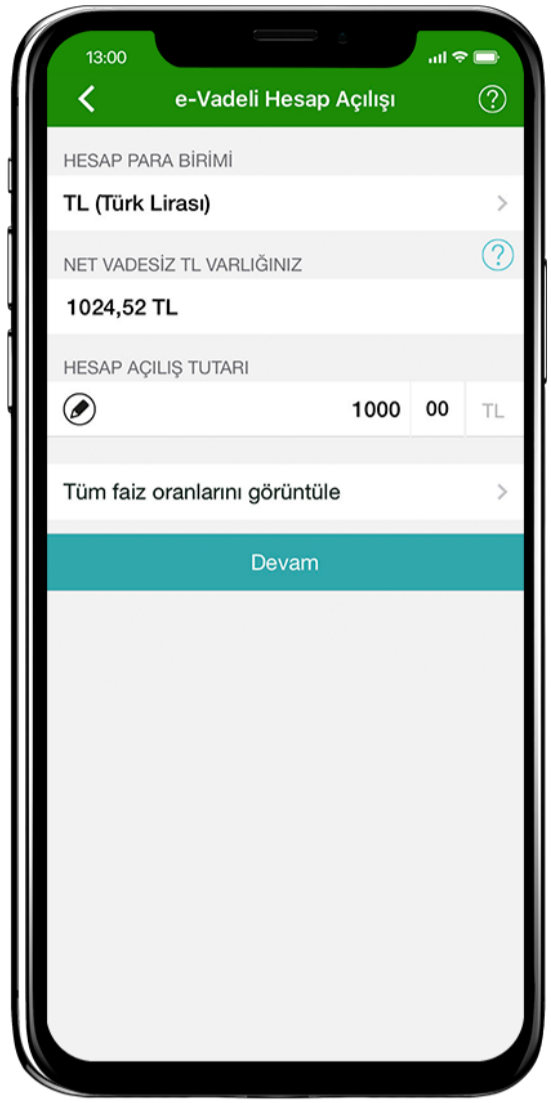 13:00
e-Vadeli Hesap Açılışı ?
HESAP PARA BİRİMİ
TL (Türk Lirası)
NET VADESİZ TL VARLIĞINIZ ?
1024,52 TL
HESAP AÇILIŞ TUTARI
1000 00 TL
Tüm faiz oranlarını görüntüle
Devam